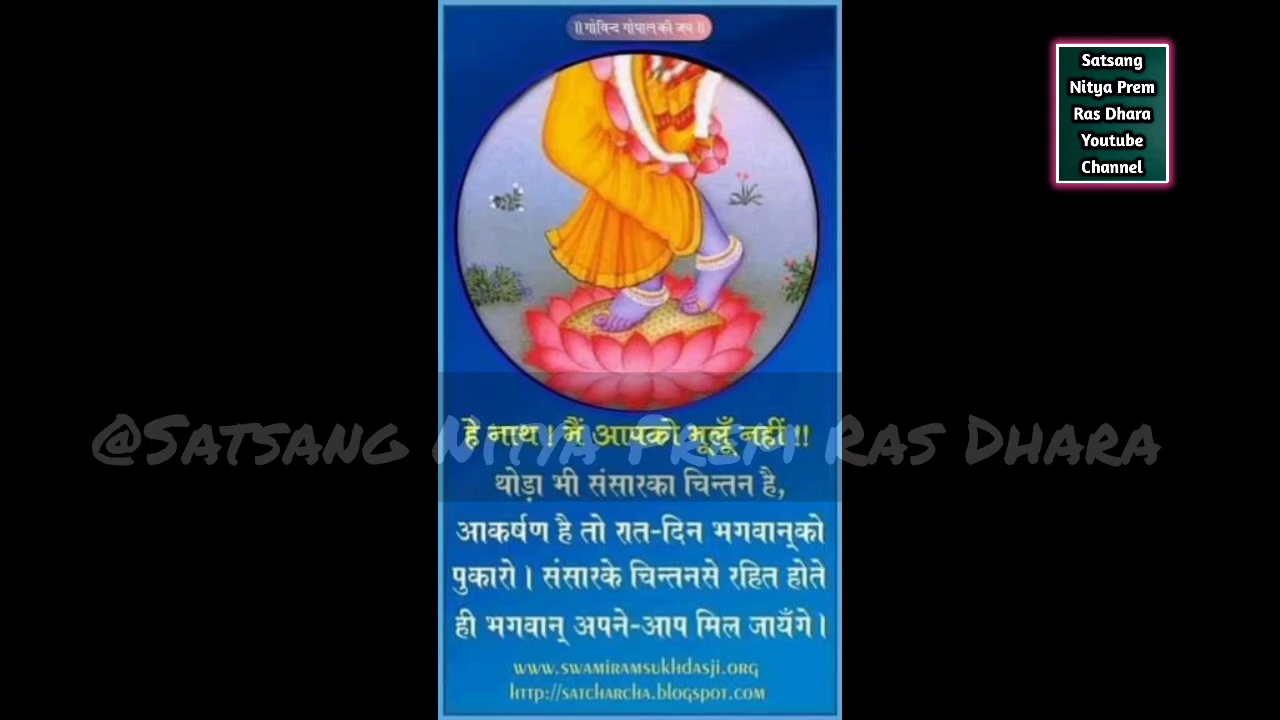 ॥ गोविन्द गोपाल की जय ॥
Satsang
Nitya Prem
Ras Dhara
Youtube
Channel
@Satsang Nitya Prem Ras Dhara
हे नाथ ! मैं आपको भूलूँ नहीं !!
थोड़ा भी संसारका चिन्तन है,
आकर्षण है तो रात-दिन भगवान्‌को
पुकारो। संसारके चिन्तनसे रहित होते
ही भगवान् अपने-आप मिल जायँगे।
www.swamiramsukhdasji.org
http://satcharcha.blogspot.com